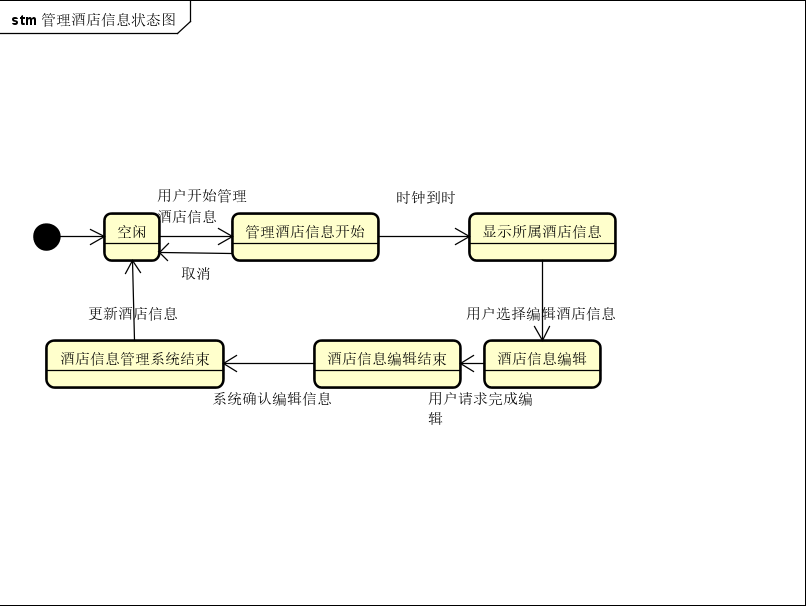 stm 管理酒店信息状态图
用户开始管理
酒店信息
时钟到时
空闲
管理酒店信息开始
显示所属酒店信息
取消
更新酒店信息
用户选择编辑酒店信息
酒店信息管理系统结束
酒店信息编辑结束
酒店信息编辑
系统确认编辑信息
用户请求完成编
辑